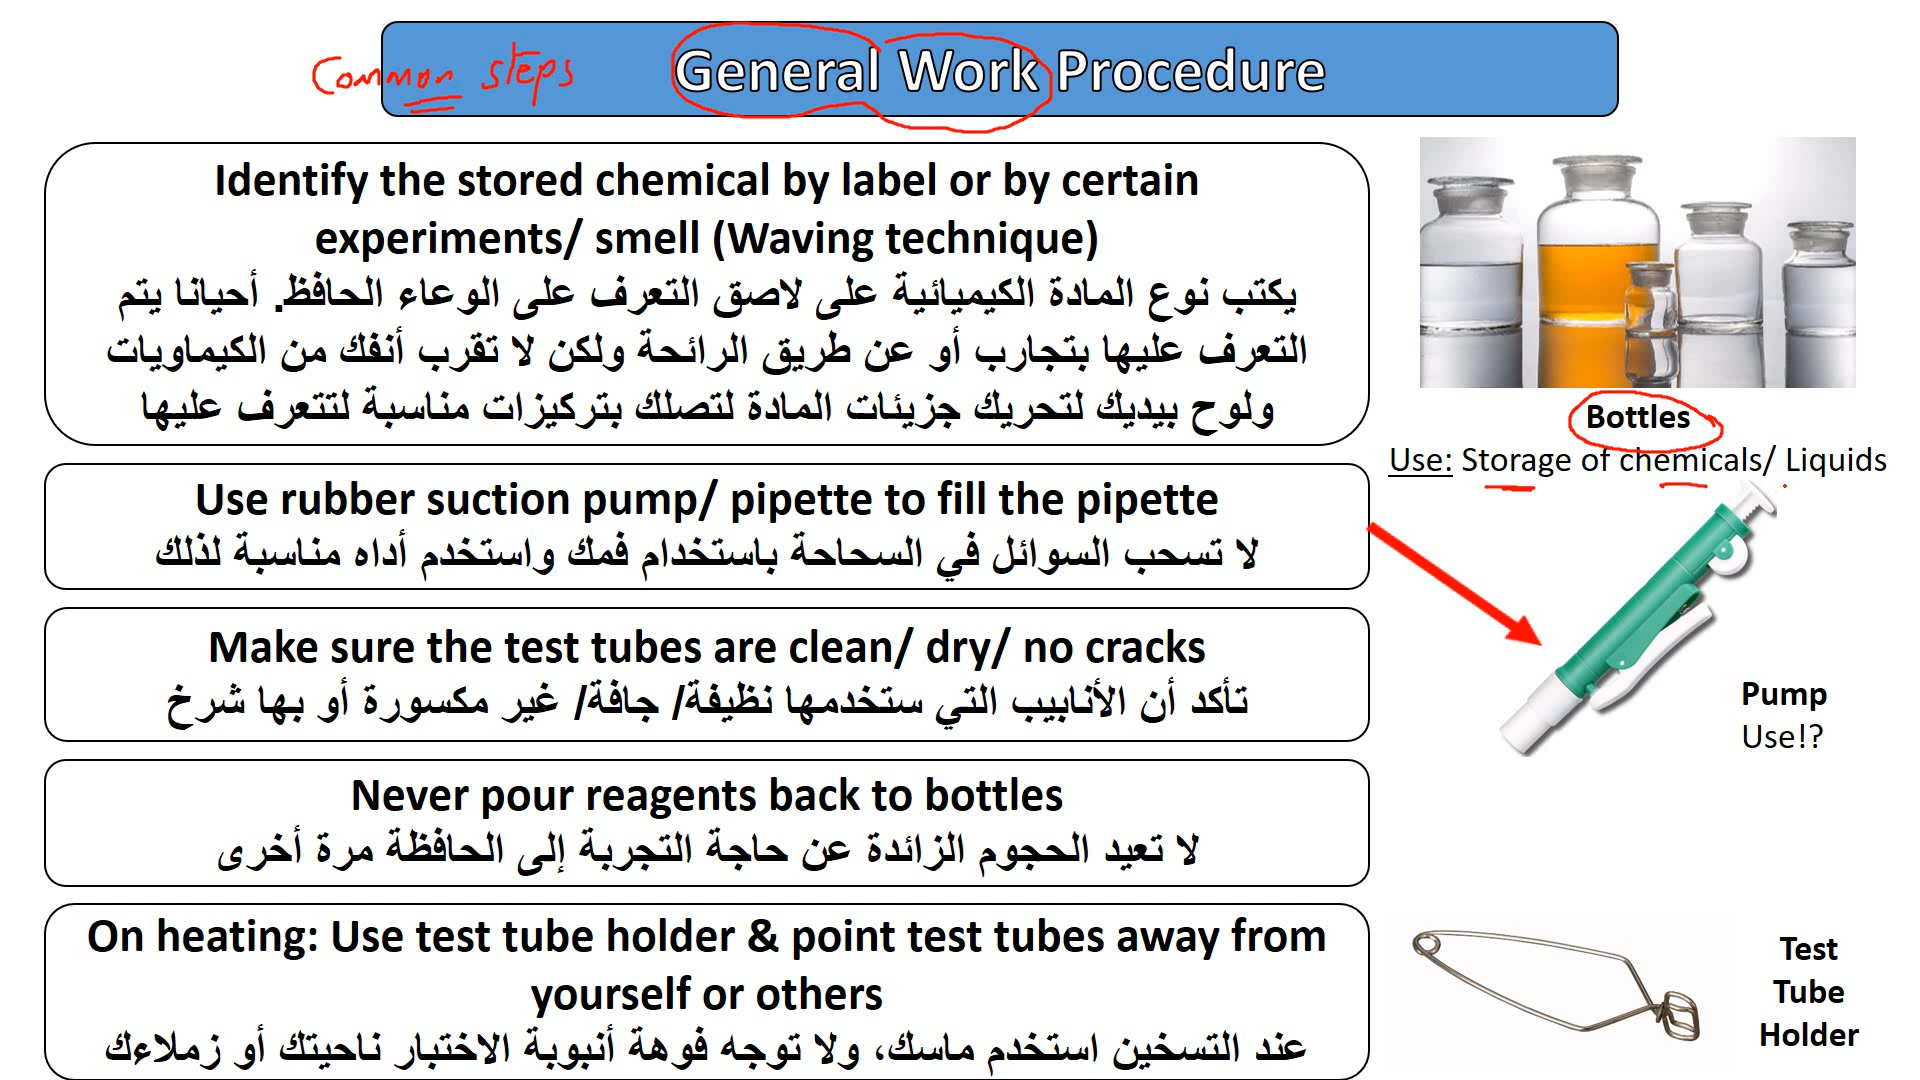 Common steps
General Work Procedure
Identify the stored chemical by label or by certain
experiments/ smell (Waving technique)
يكتب نوع المادة الكيميائية على لاصق التعرف على الوعاء الحافظ. أحيانا يتم
التعرف عليها بتجارب أو عن طريق الرائحة ولكن لا تقرب أنفك من الكيماويات
ولوح بيديك لتحريك جزيئات المادة لتصلك بتركيزات مناسبة لتتعرف عليها
Use rubber suction pump/ pipette to fill the pipette
لا تسحب السوائل في السحاحة باستخدام فمك واستخدم أداه مناسبة لذلك
Make sure the test tubes are clean/ dry/ no cracks
تأكد أن الأنابيب التي ستخدمها نظيفة/ جافة/ غير مكسورة أو بها شرخ
Never pour reagents back to bottles
لا تعيد الحجوم الزائدة عن حاجة التجربة إلى الحافظة مرة أخرى
On heating: Use test tube holder & point test tubes away from
yourself or others
عند التسخين استخدم ماسك، ولا توجه فوهة أنبوبة الاختبار ناحيتك أو زملاءك
Bottles
Use: Storage of chemicals/ Liquids
Pump
Use!?
Test
Tube
Holder